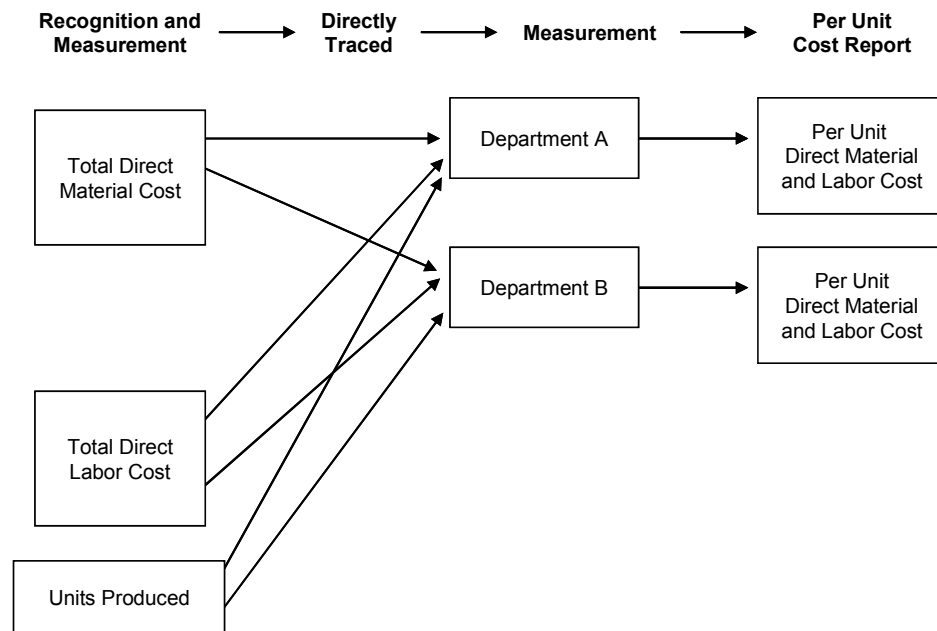 Recognition and
Measurement
Directly
Traced
Measurement
Per Unit
Cost Report
Total Direct
Material Cost
Department A
Per Unit
Direct Material
and Labor Cost
Department B
Per Unit
Direct Material
and Labor Cost
Total Direct
Labor Cost
Units Produced